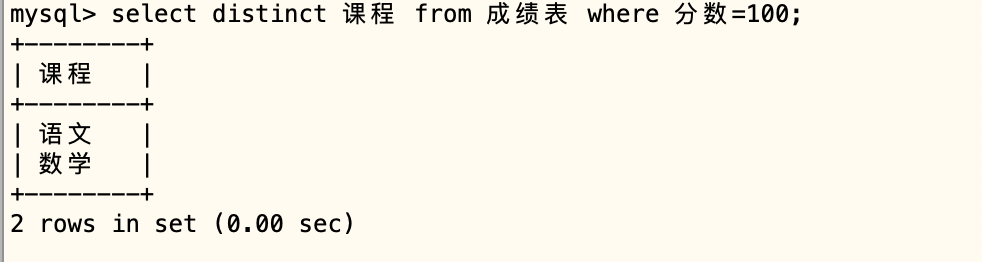 mysql> select distinct 课程 from 成绩表 where 分数=100;
+--------+
| 课程   |
+--------+
| 语文   |
| 数学   |
+--------+
2 rows in set (0.00 sec)